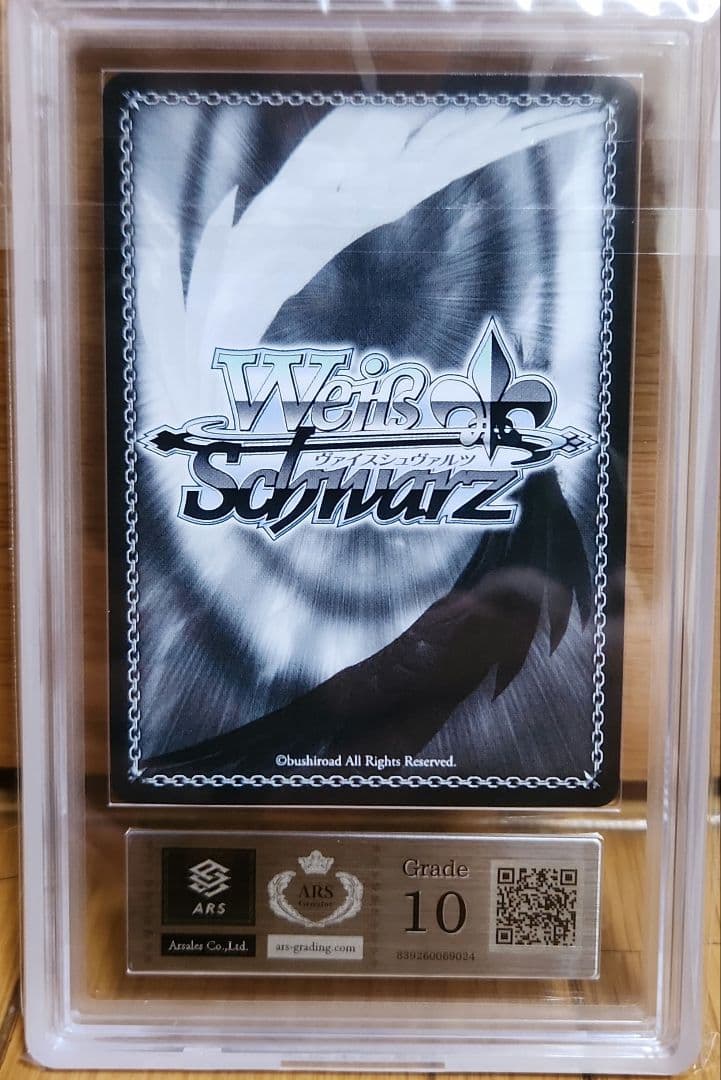 Weiß
ヴァイスシュヴァルツ
Schwarz
©bushiroad All Rights Reserved.
ARS
Arsales Co.,Ltd.
ARS
Genuine
ars-grading.com
Grade
10
839260069024